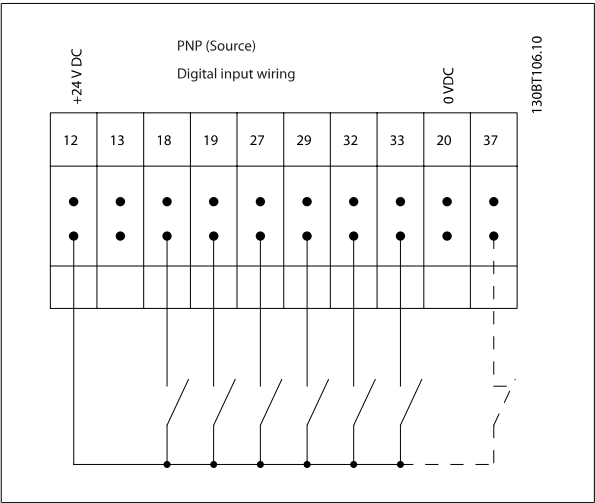 PNP (Source)
Digital input wiring
+24 V DC
0 VDC
130BT106.10
12 13 18 19 27 29 32 33 20 37